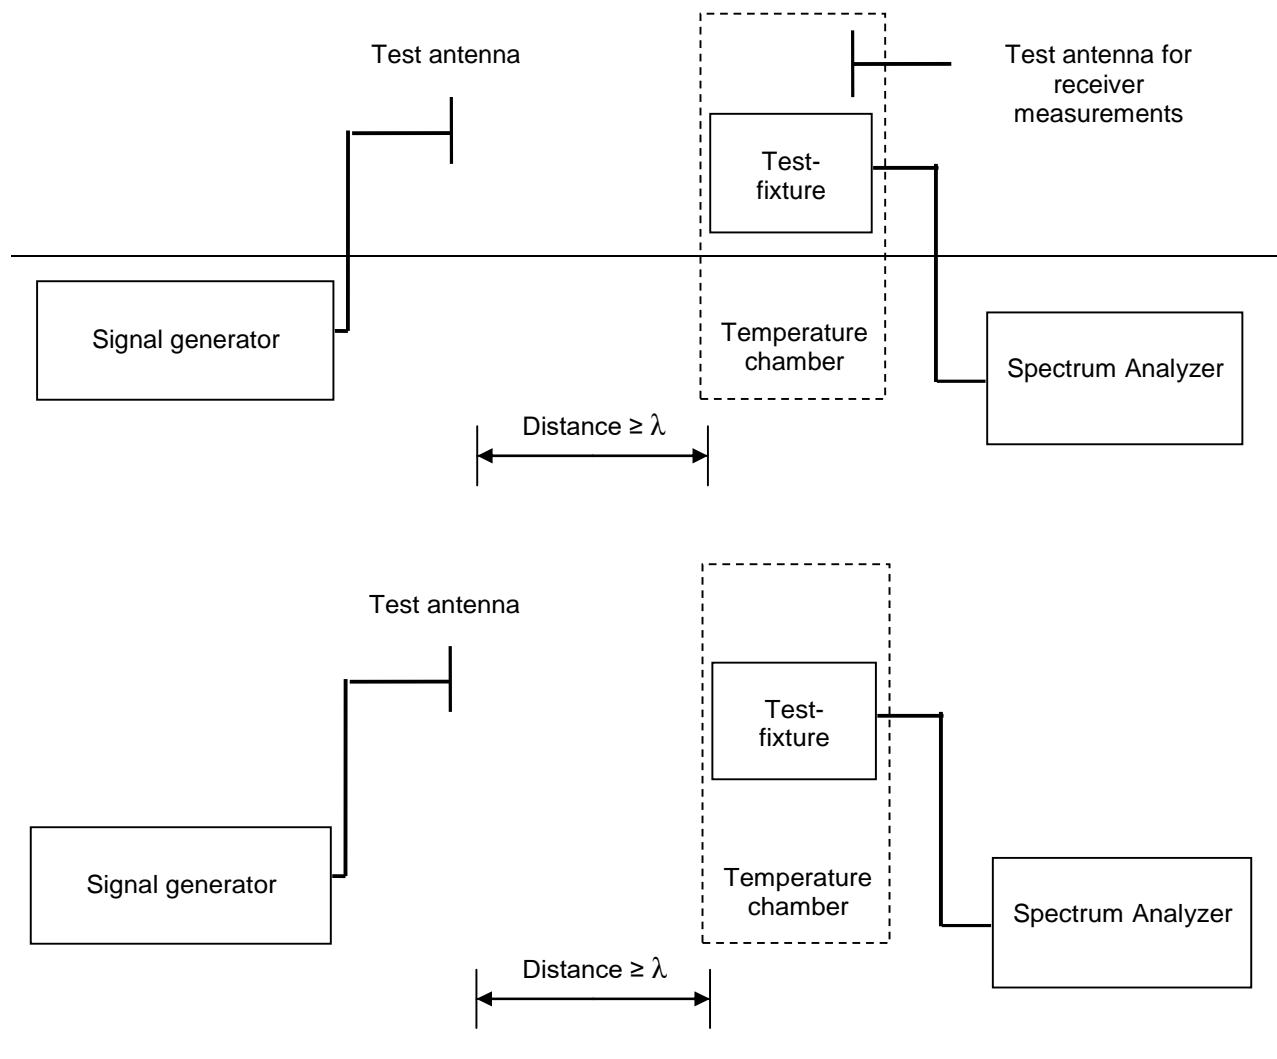 Test antenna
Test antenna for
receiver
measurements
Test-
fixture
Signal generator
Temperature
chamber
Spectrum Analyzer
Distance ≥ λ
Test antenna
Test-
fixture
Signal generator
Temperature
chamber
Spectrum Analyzer
Distance ≥ λ